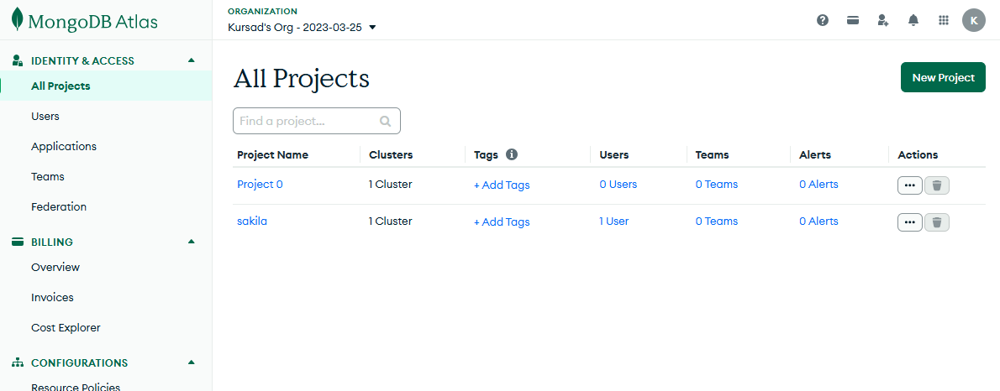 MongoDB Atlas
ORGANIZATION
Kursad's Org - 2023-03-25
K
IDENTITY & ACCESS
All Projects
Users
Applications
Teams
Federation
BILLING
Overview
Invoices
Cost Explorer
CONFIGURATIONS
Resource Policies
All Projects
New Project
Find a project...
Project Name Clusters Tags Users Teams Alerts Actions
Project 0 1 Cluster + Add Tags 0 Users 0 Teams 0 Alerts
sakila 1 Cluster + Add Tags 1 User 0 Teams 0 Alerts